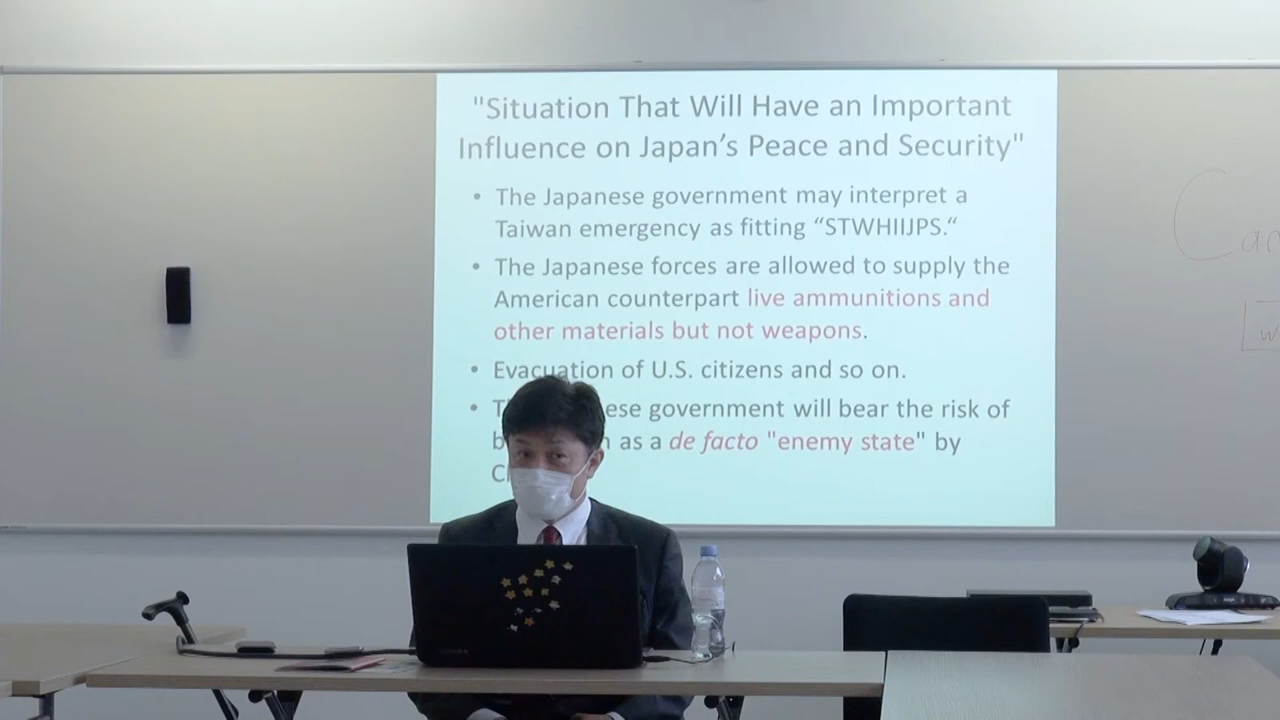 "Situation That Will Have an Important
Influence on Japan's Peace and Security"
• The Japanese government may interpret a
Taiwan emergency as fitting “STWHIIJPS.“
• The Japanese forces are allowed to supply the
American counterpart live ammunitions and
other materials but not weapons.
• Evacuation of U.S. citizens and so on.
• government will bear the risk of
as a de facto "enemy state" by
TOSHIBA